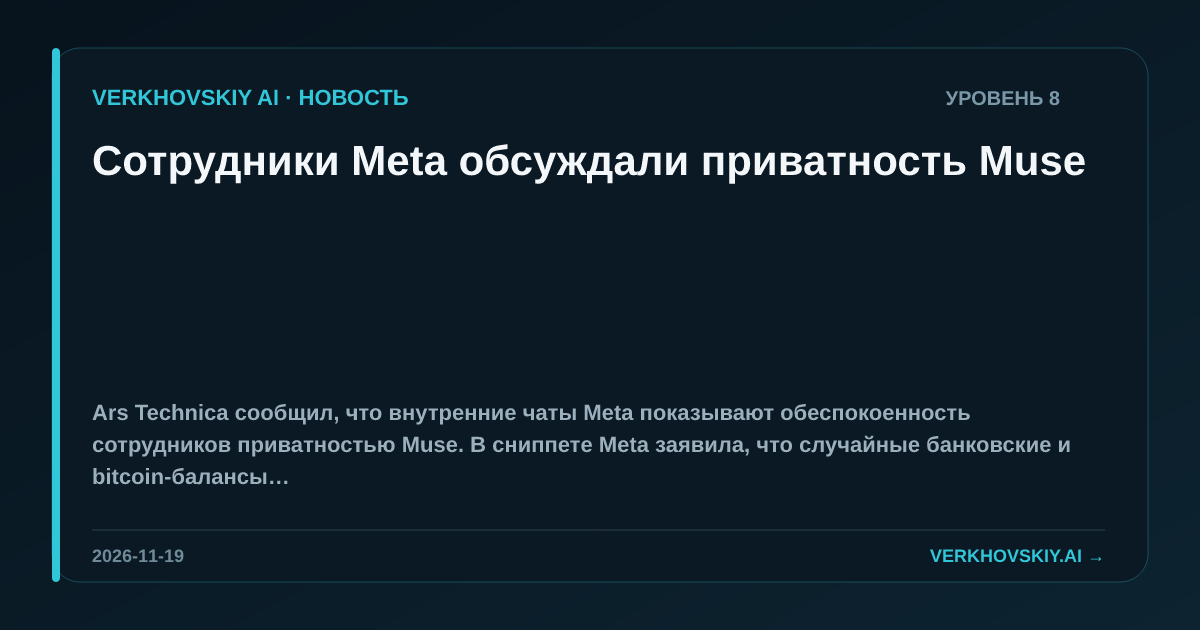 VERKHOVSKIY AI · НОВОСТЬ
УРОВЕНЬ 8
Сотрудники Meta обсуждали приватность Muse
Ars Technica сообщил, что внутренние чаты Meta показывают обеспокоенность
сотрудников приватностью Muse. В сниппете Meta заявила, что случайные банковские и
bitcoin-балансы…
2026-11-19
VERKHOVSKIY.AI →